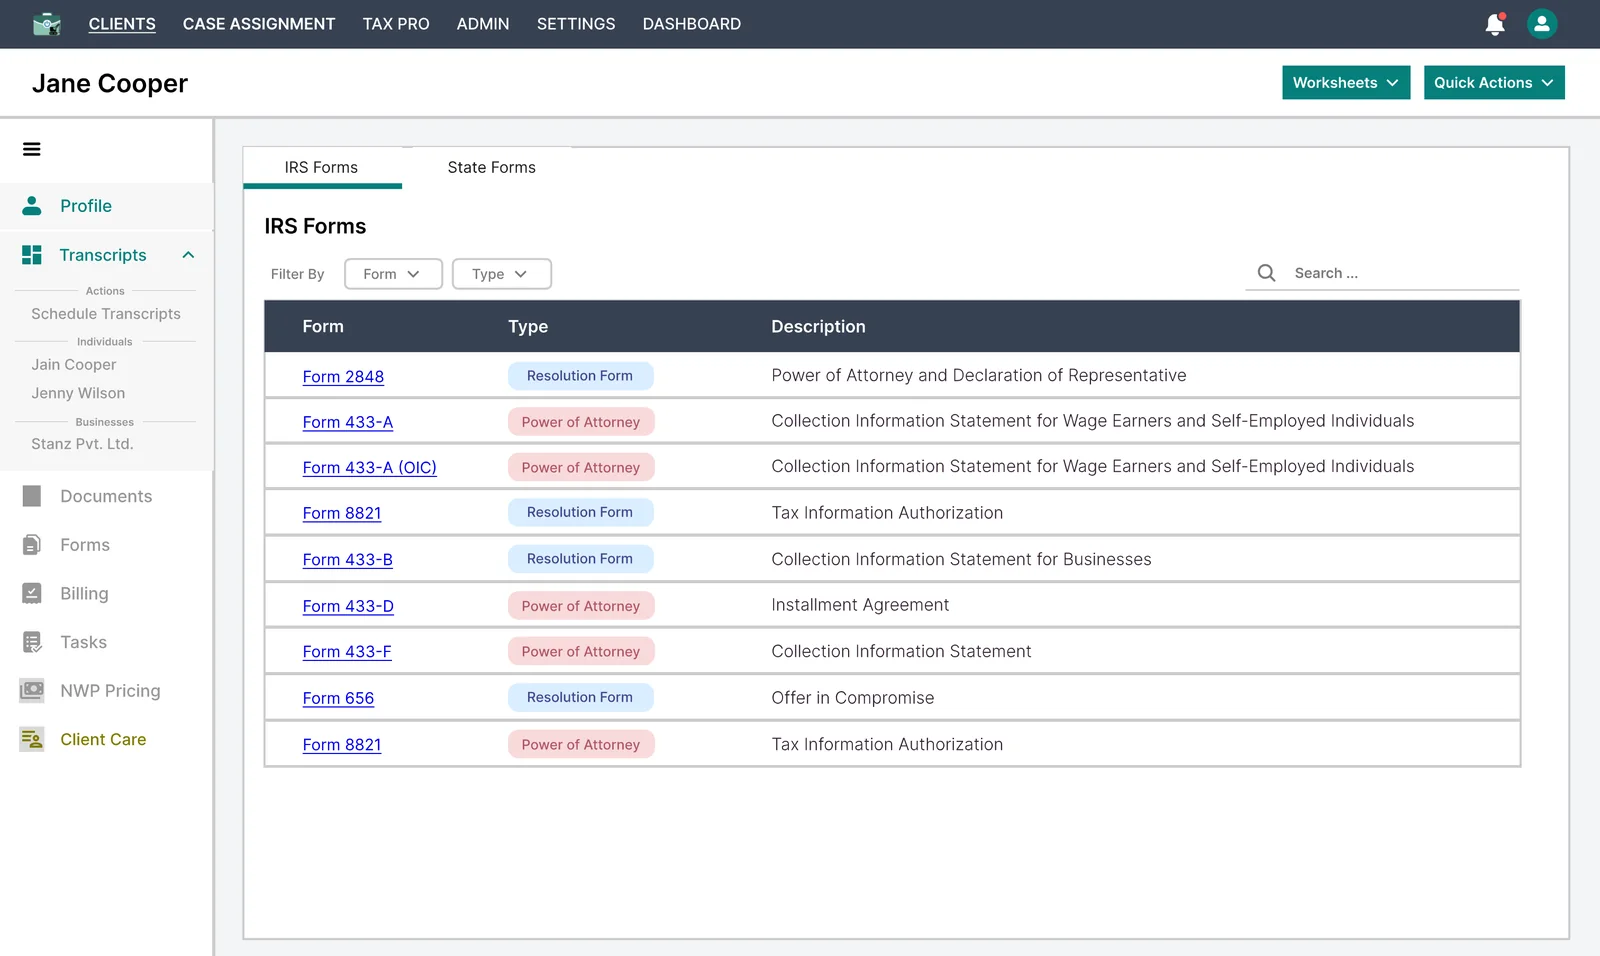 CLIENTS CASE ASSIGNMENT TAX PRO ADMIN SETTINGS DASHBOARD
Jane Cooper
Worksheets Quick Actions
Profile
Transcripts
Actions
Schedule Transcripts
Individuals
Jain Cooper
Jenny Wilson
Businesses
Stanz Pvt. Ltd.
Documents
Forms
Billing
Tasks
NWP Pricing
Client Care
IRS Forms State Forms
IRS Forms
Filter By Form Type Search ...
Form Type Description
Form 2848 Resolution Form Power of Attorney and Declaration of Representative
Form 433-A Power of Attorney Collection Information Statement for Wage Earners and Self-Employed Individuals
Form 433-A (OIC) Power of Attorney Collection Information Statement for Wage Earners and Self-Employed Individuals
Form 8821 Resolution Form Tax Information Authorization
Form 433-B Resolution Form Collection Information Statement for Businesses
Form 433-D Power of Attorney Installment Agreement
Form 433-F Power of Attorney Collection Information Statement
Form 656 Resolution Form Offer in Compromise
Form 8821 Power of Attorney Tax Information Authorization